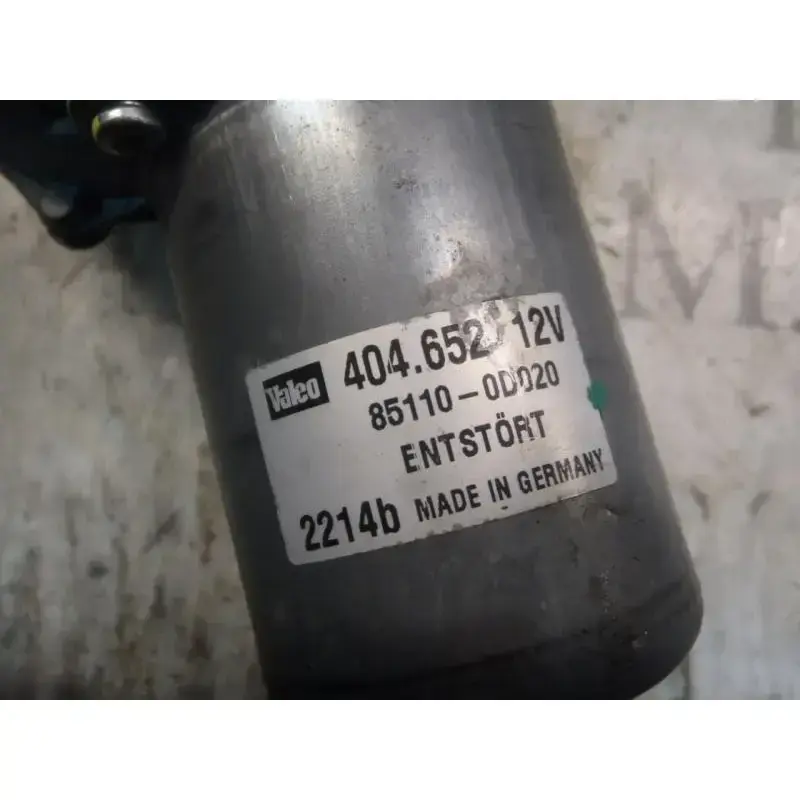 Valeo 404.652 12V
85110-0D020
ENTSTÖRT
2214b MADE IN GERMANY